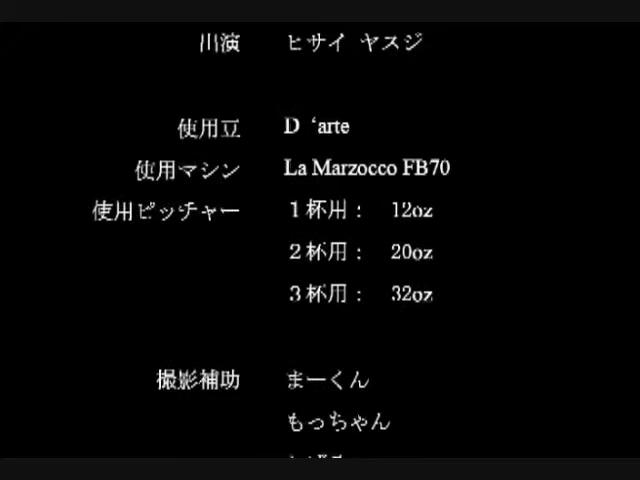 出演 ヒサイ ヤスジ
使用豆 D ‘arte
使用マシン La Marzocco FB70
使用ピッチャー 1杯用： 12oz
2杯用： 20oz
3杯用： 32oz
撮影補助 まーくん
もっちゃん